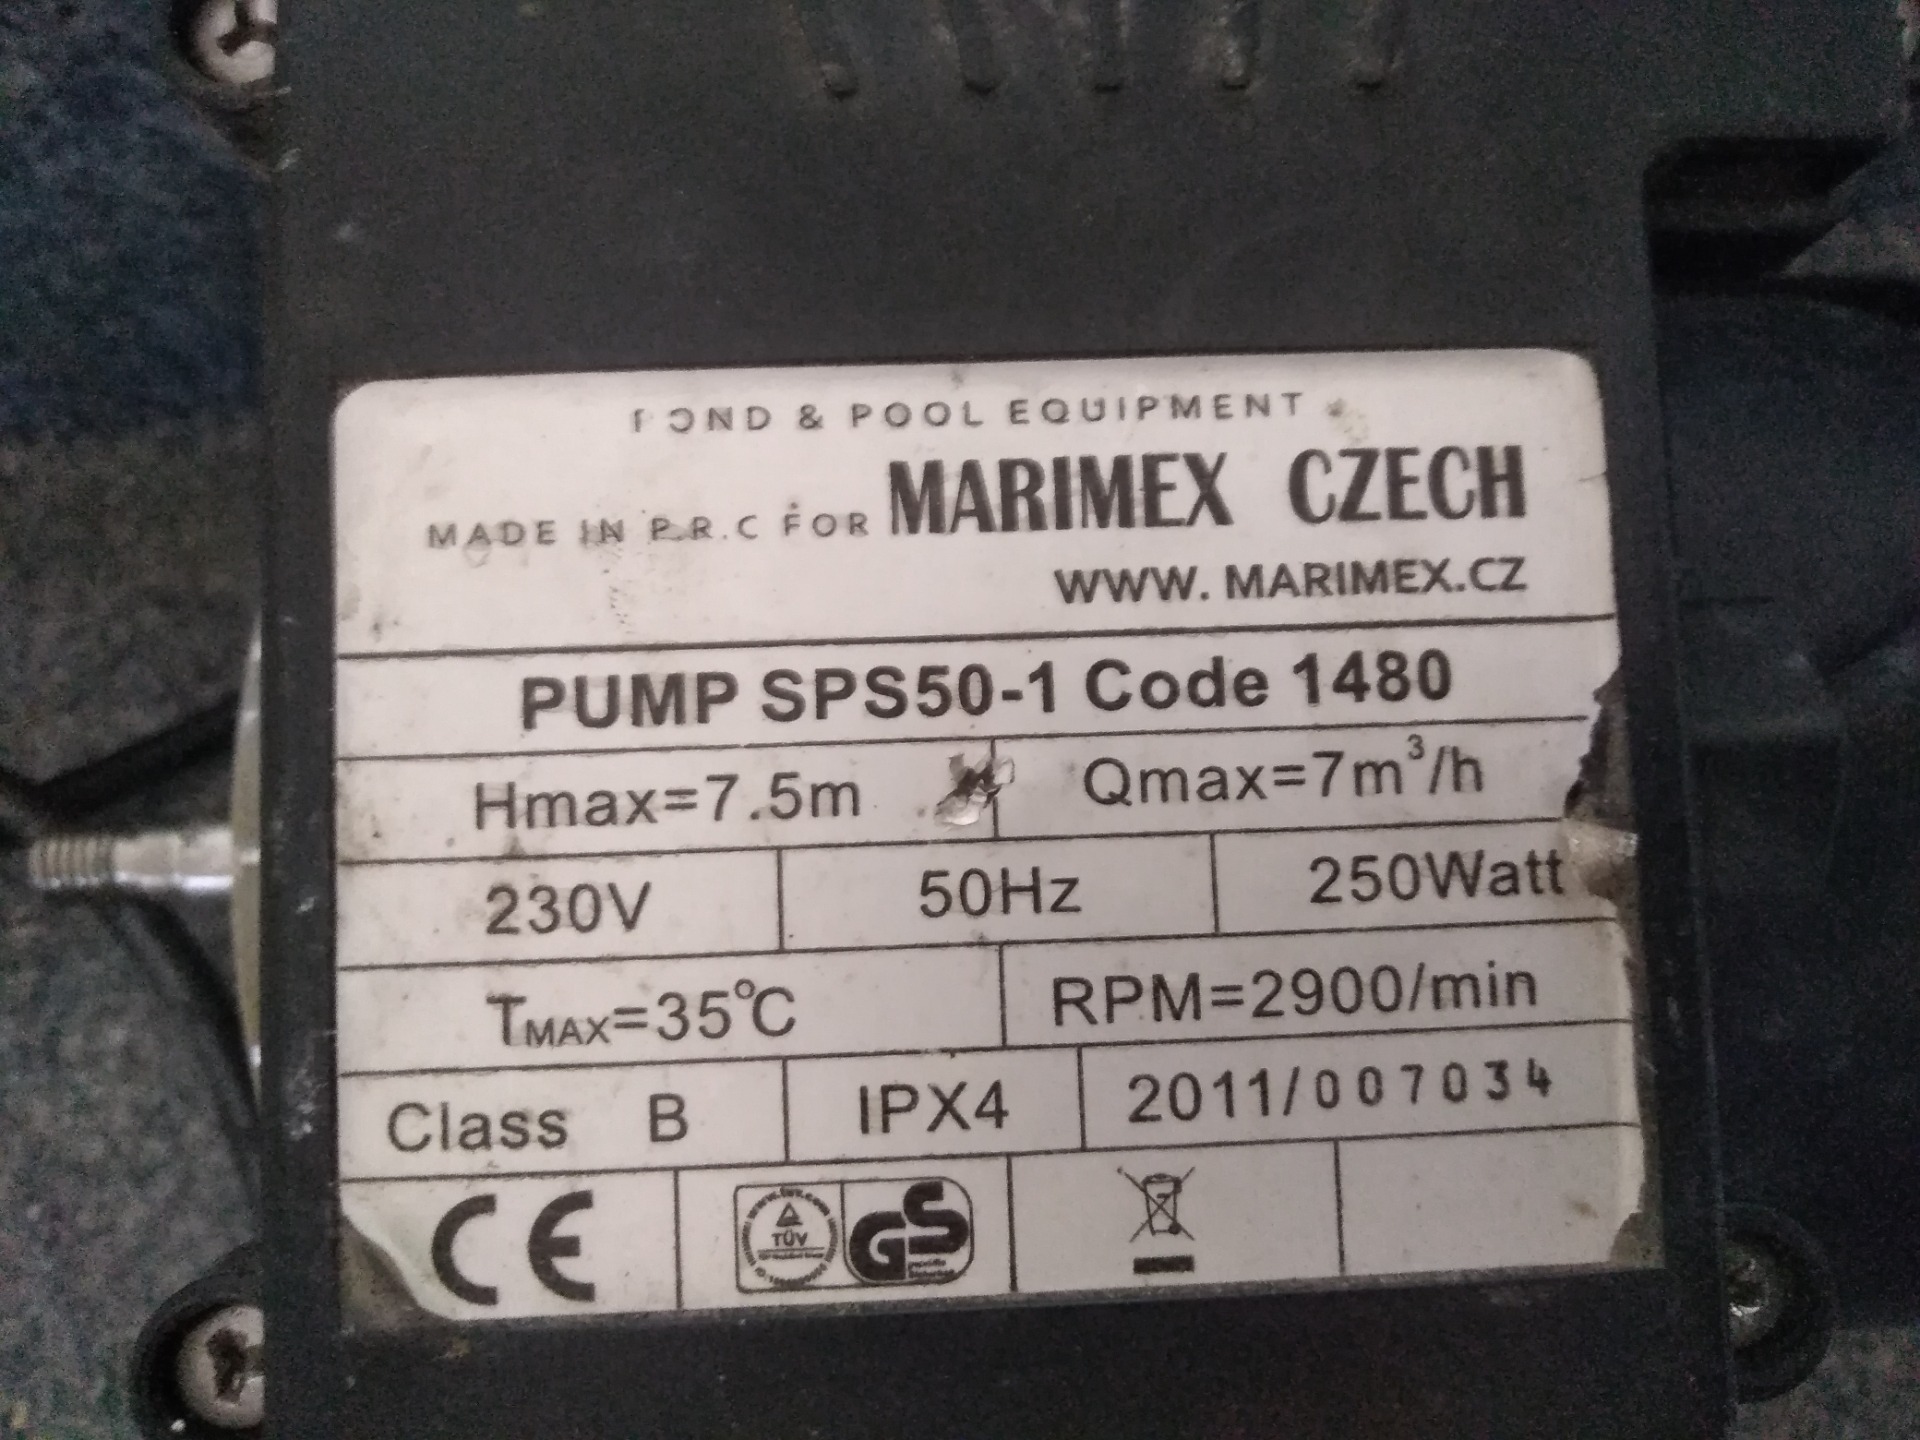 POND & POOL EQUIPMENT
MADE IN P.R.C FOR MARIMEX CZECH
WWW.MARIMEX.CZ
PUMP SPS50-1 Code 1480
Hmax=7.5m Qmax=7m³/h
230V 50Hz 250Watt
TMAX=35℃ RPM=2900/min
Class B IPX4 2011/007034
CE TÜV GS